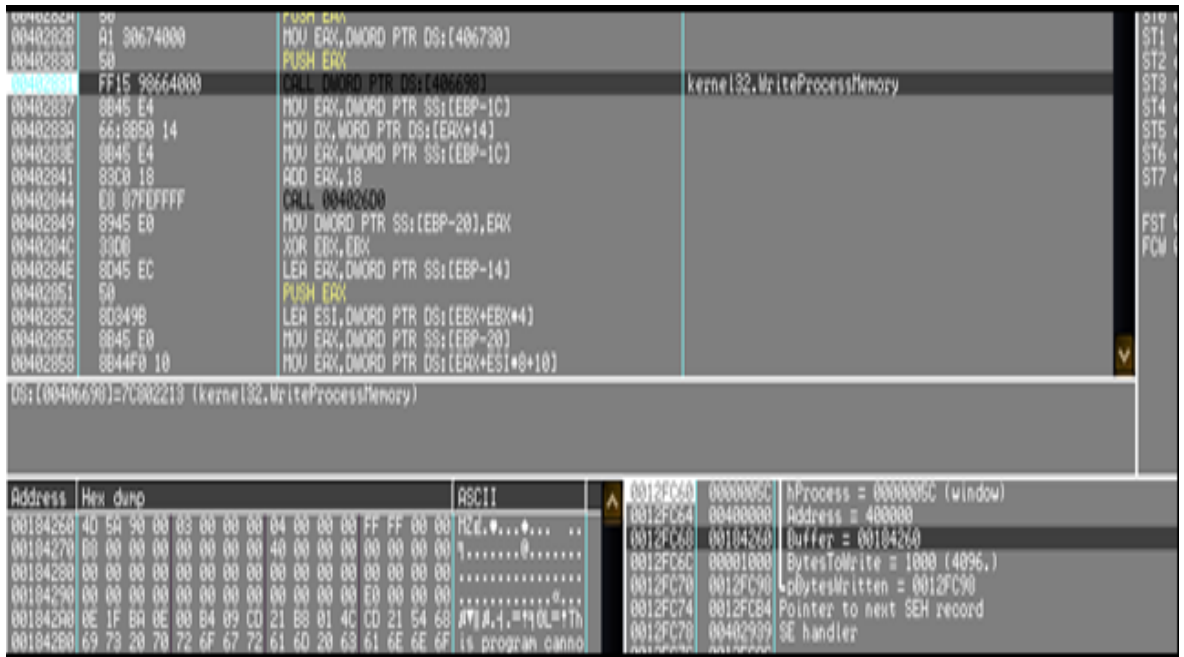 0040282A 50 PUSH EAX
0040282B A1 30674000 MOV EAX,DWORD PTR DS:[406730]
00402830 50 PUSH EAX
00402831 FF15 98664000 CALL DWORD PTR DS:[406698] kernel32.WriteProcessMemory
00402837 8B45 E4 MOV EAX,DWORD PTR SS:[EBP-1C]
0040283A 66:8B50 14 MOV DX,WORD PTR DS:[EAX+14]
0040283E 8B45 E4 MOV EAX,DWORD PTR SS:[EBP-1C]
00402841 83C0 18 ADD EAX,18
00402844 E8 87FEFFFF CALL 004026D0
00402849 8945 E0 MOV DWORD PTR SS:[EBP-20],EAX
0040284C 33DB XOR EBX,EBX
0040284E 8D45 EC LEA EAX,DWORD PTR SS:[EBP-14]
00402851 50 PUSH EAX
00402852 8D349B LEA ESI,DWORD PTR DS:[EBX+EBX*4]
00402855 8B45 E0 MOV EAX,DWORD PTR SS:[EBP-20]
00402858 8B44F0 10 MOV EAX,DWORD PTR DS:[EAX+ESI*8+10]
ST0
ST1
ST2
ST3
ST4
ST5
ST6
ST7
FST
FCW
DS:[00406698]=7C802213 (kernel32.WriteProcessMemory)
Address Hex dump ASCII
00184260 4D 5A 90 00 03 00 00 00 04 00 00 00 FF FF 00 00
00184270 B8 00 00 00 00 00 00 00 40 00 00 00 00 00 00 00
00184280 00 00 00 00 00 00 00 00 00 00 00 00 00 00 00 00 ................
00184290 00 00 00 00 00 00 00 00 00 00 00 00 E0 00 00 00
001842A0 0E 1F BA 0E 00 B4 09 CD 21 B8 01 4C CD 21 54 68
001842B0 69 73 20 70 72 6F 67 72 61 6D 20 63 61 6E 6E 6F is program canno
0012FC60 0000005C hProcess = 0000005C (window)
0012FC64 00400000 Address = 400000
0012FC68 00184260 Buffer = 00184260
0012FC6C 00001000 BytesToWrite = 1000 (4096.)
0012FC70 0012FC98 pBytesWritten = 0012FC98
0012FC74 0012FCB4 Pointer to next SEH record
0012FC78 00402939 SE handler